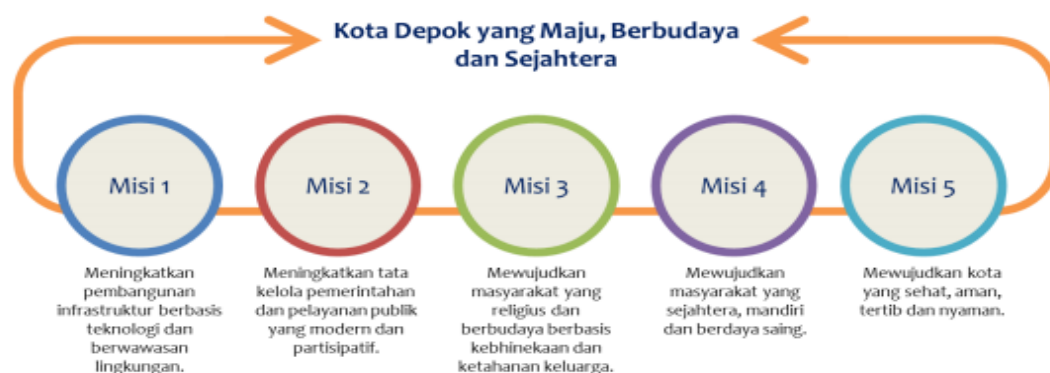 Kota Depok yang Maju, Berbudaya
dan Sejahtera
Misi 1
Misi 2
Misi 3
Misi 4
Misi 5
Meningkatkan
pembangunan
infrastruktur berbasis
teknologi dan
berwawasan
lingkungan.
Meningkatkan tata
kelola pemerintahan
dan pelayanan publik
yang modern dan
partisipatif.
Mewujudkan
masyarakat yang
religius dan
berbudaya berbasis
kebhinekaan dan
ketahanan keluarga.
Mewujudkan
masyarakat yang
sejahtera, mandiri
dan berdaya saing.
Mewujudkan kota
yang sehat, aman,
tertib dan nyaman.